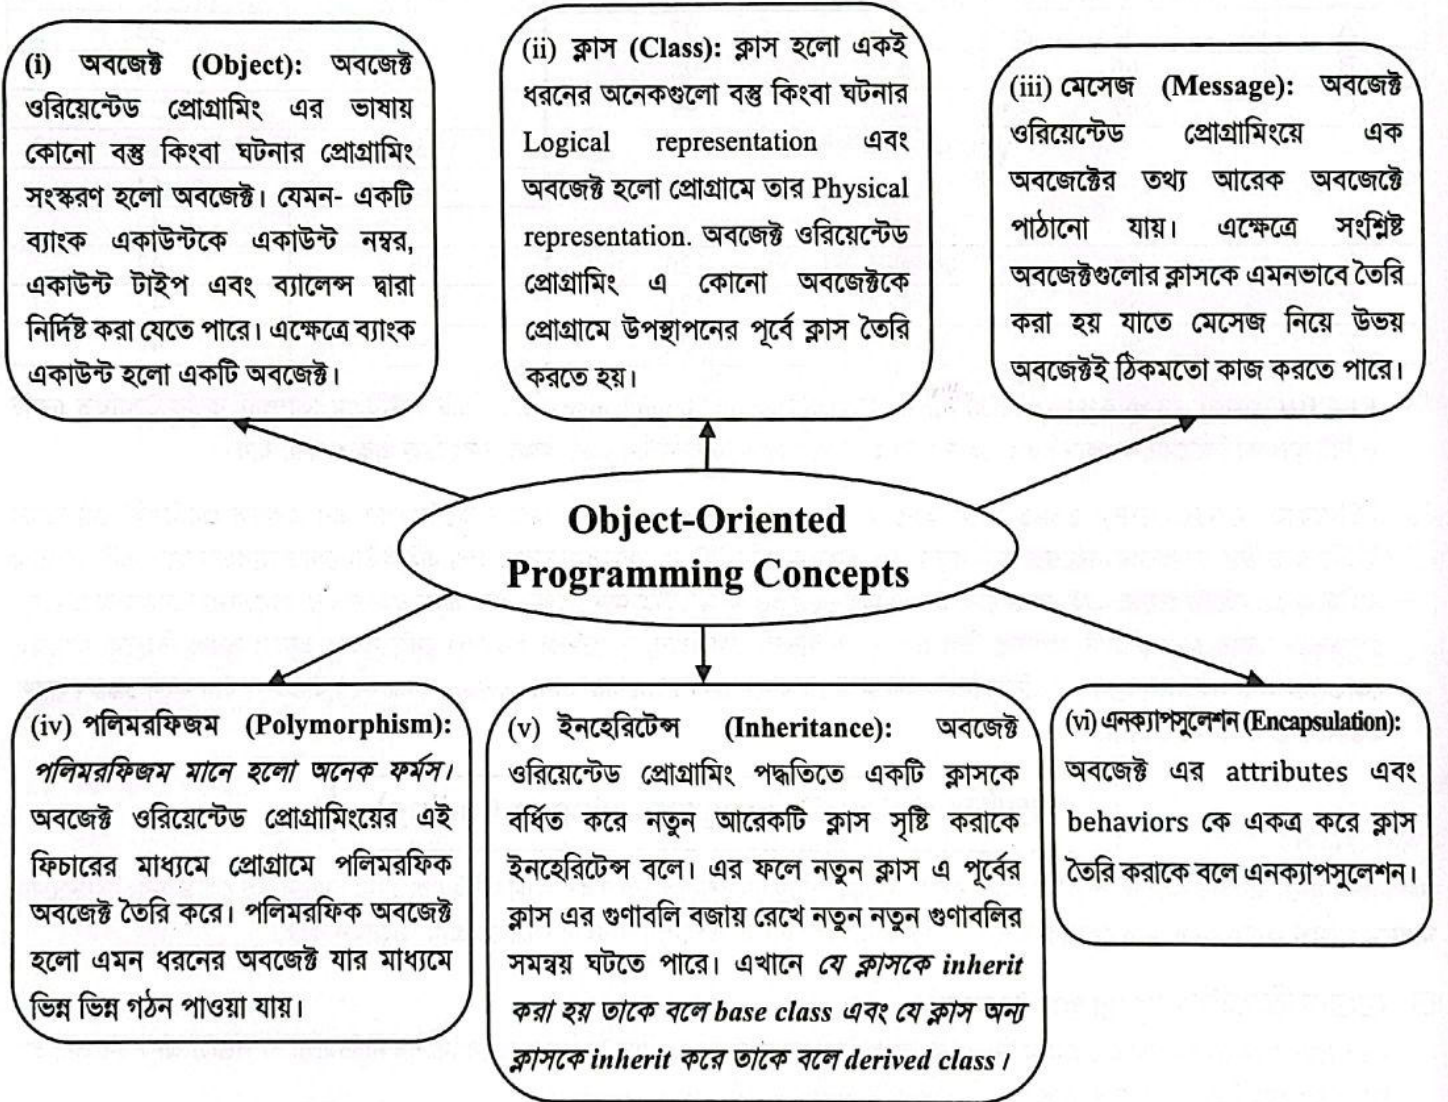 (i) অবজেক্ট (Object): অবজেক্ট
ওরিয়েন্টেড প্রোগ্রামিং এর ভাষায়
কোনো বস্তু কিংবা ঘটনার প্রোগ্রামিং
সংস্করণ হলো অবজেক্ট। যেমন- একটি
ব্যাংক একাউন্টকে একাউন্ট নম্বর,
একাউন্ট টাইপ এবং ব্যালেন্স দ্বারা
নির্দিষ্ট করা যেতে পারে। এক্ষেত্রে ব্যাংক
একাউন্ট হলো একটি অবজেক্ট।
(ii) ক্লাস (Class): ক্লাস হলো একই
ধরনের অনেকগুলো বস্তু কিংবা ঘটনার
Logical representation এবং
অবজেক্ট হলো প্রোগ্রামে তার Physical
representation. অবজেক্ট ওরিয়েন্টেড
প্রোগ্রামিং এ কোনো অবজেক্টকে
প্রোগ্রামে উপস্থাপনের পূর্বে ক্লাস তৈরি
করতে হয়।
(iii) মেসেজ (Message): অবজেক্ট
ওরিয়েন্টেড প্রোগ্রামিংয়ে এক
অবজেক্টের তথ্য আরেক অবজেক্টে
পাঠানো যায়। এক্ষেত্রে সংশ্লিষ্ট
অবজেক্টগুলোর ক্লাসকে এমনভাবে তৈরি
করা হয় যাতে মেসেজ নিয়ে উভয়
অবজেক্টই ঠিকমতো কাজ করতে পারে।
Object-Oriented
Programming Concepts
(iv) পলিমরফিজম (Polymorphism):
পলিমরফিজম মানে হলো অনেক ফর্মস।
অবজেক্ট ওরিয়েন্টেড প্রোগ্রামিংয়ের এই
ফিচারের মাধ্যমে প্রোগ্রামে পলিমরফিক
অবজেক্ট তৈরি করে। পলিমরফিক অবজেক্ট
হলো এমন ধরনের অবজেক্ট যার মাধ্যমে
ভিন্ন ভিন্ন গঠন পাওয়া যায়।
(v) ইনহেরিটেন্স (Inheritance): অবজেক্ট
ওরিয়েন্টেড প্রোগ্রামিং পদ্ধতিতে একটি ক্লাসকে
বর্ধিত করে নতুন আরেকটি ক্লাস সৃষ্টি করাকে
ইনহেরিটেন্স বলে। এর ফলে নতুন ক্লাস এ পূর্বের
ক্লাস এর গুণাবলি বজায় রেখে নতুন নতুন গুণাবলির
সমন্বয় ঘটতে পারে। এখানে যে ক্লাসকে inherit
করা হয় তাকে বলে base class এবং যে ক্লাস অন্য
ক্লাসকে inherit করে তাকে বলে derived class।
(vi) এনক্যাপসুলেশন (Encapsulation):
অবজেক্ট এর attributes এবং
behaviors কে একত্র করে ক্লাস
তৈরি করাকে বলে এনক্যাপসুলেশন।